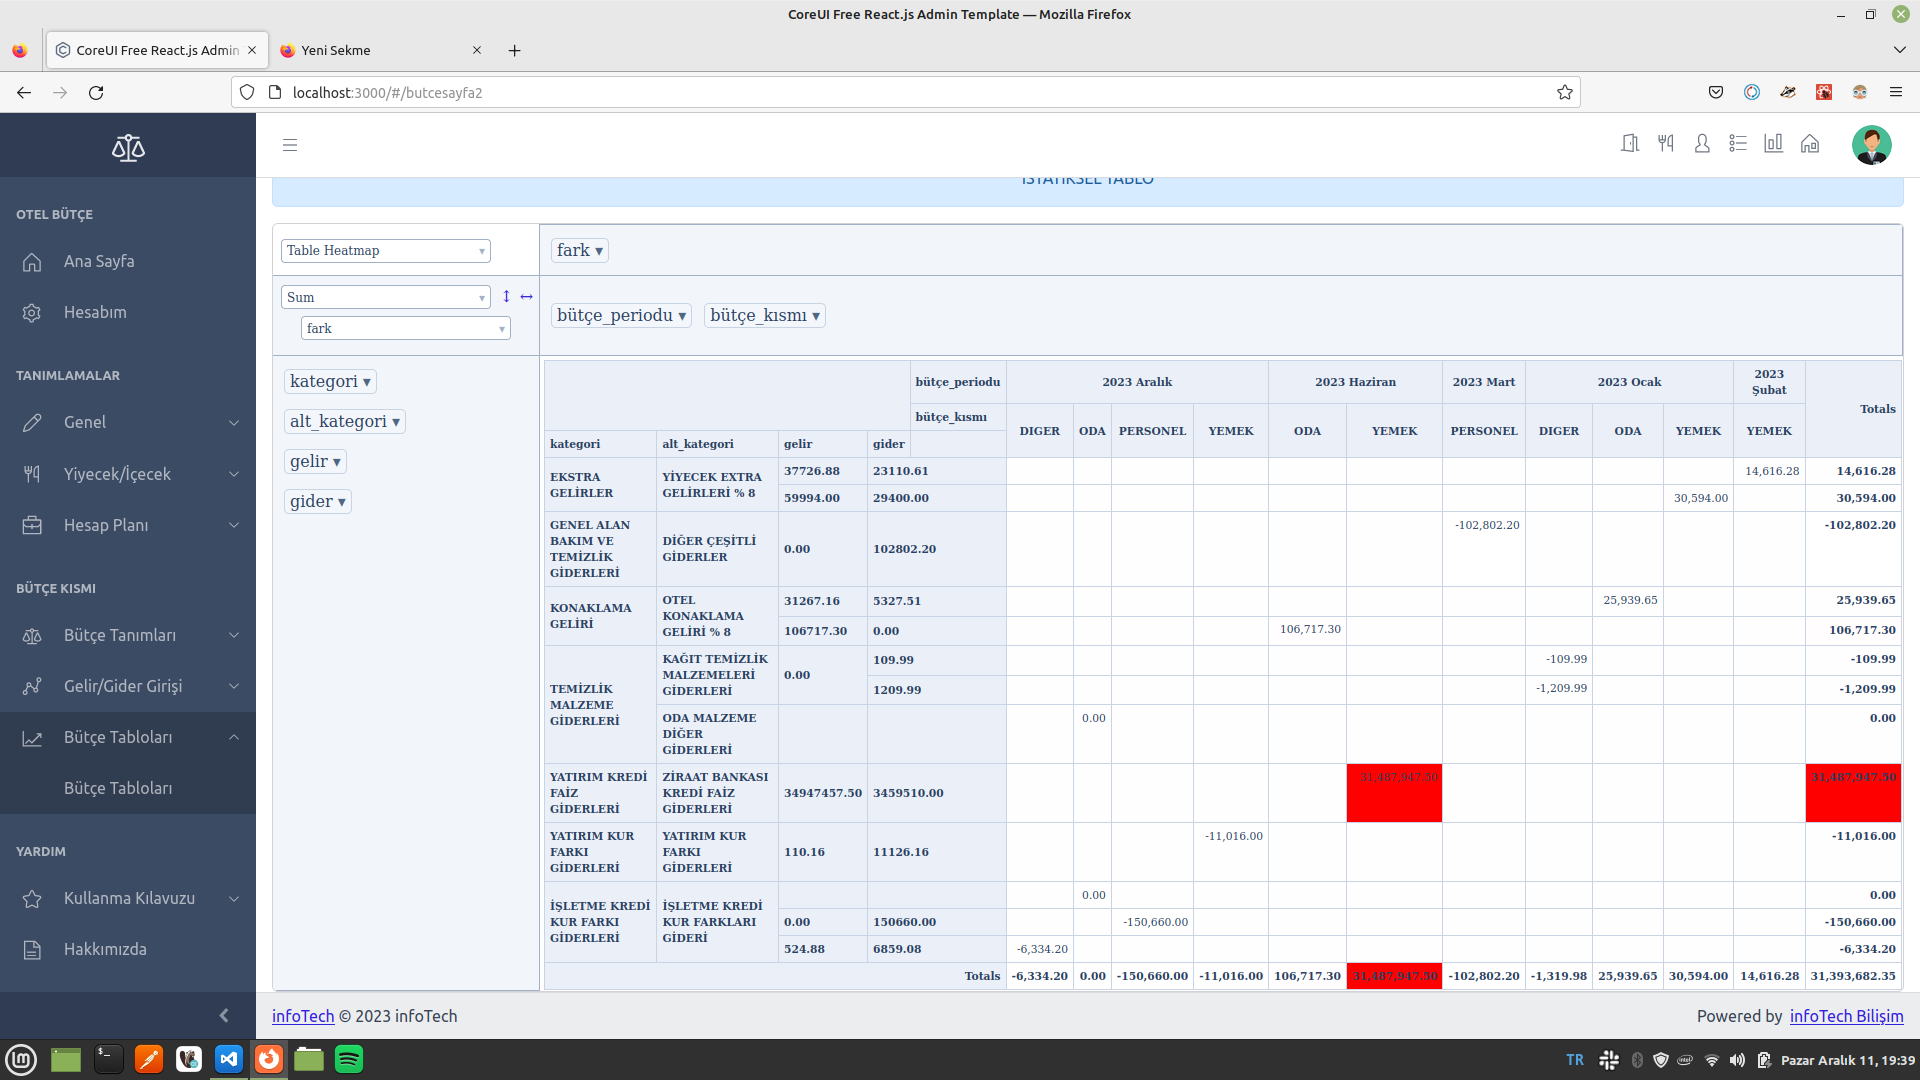 CoreUI Free React.js Admin Template — Mozilla Firefox
CoreUI Free React.js Admin
Yeni Sekme
localhost:3000/#/butcesayfa2
İSTATİKSEL TABLO
OTEL BÜTÇE
Ana Sayfa
Hesabım
TANIMLAMALAR
Genel
Yiyecek/İçecek
Hesap Planı
BÜTÇE KISMI
Bütçe Tanımları
Gelir/Gider Girişi
Bütçe Tabloları
Bütçe Tabloları
YARDIM
Kullanma Kılavuzu
Hakkımızda
Table Heatmap ▾
fark ▾
Sum ▾ ↕ ↔
fark ▾
bütçe_periodu ▾ bütçe_kısmı ▾
kategori ▾
alt_kategori ▾
gelir ▾
gider ▾
bütçe_periodu 2023 Aralık 2023 Haziran 2023 Mart 2023 Ocak 2023 Şubat Totals
bütçe_kısmı DIGER ODA PERSONEL YEMEK ODA YEMEK PERSONEL DIGER ODA YEMEK YEMEK
kategori alt_kategori gelir gider
EKSTRA GELİRLER YİYECEK EXTRA GELİRLERİ % 8 37726.88 23110.61 14,616.28 14,616.28
59994.00 29400.00 30,594.00 30,594.00
GENEL ALAN BAKIM VE TEMİZLİK GİDERLERİ DİĞER ÇEŞİTLİ GİDERLER 0.00 102802.20 -102,802.20 -102,802.20
KONAKLAMA GELİRİ OTEL KONAKLAMA GELİRİ % 8 31267.16 5327.51 25,939.65 25,939.65
106717.30 0.00 106,717.30 106,717.30
TEMİZLİK MALZEME GİDERLERİ KAĞIT TEMİZLİK MALZEMELERİ GİDERLERİ 0.00 109.99 -109.99 -109.99
1209.99 -1,209.99 -1,209.99
ODA MALZEME DİĞER GİDERLERİ 0.00 0.00
YATIRIM KREDİ FAİZ GİDERLERİ ZİRAAT BANKASI KREDİ FAİZ GİDERLERİ 34947457.50 3459510.00 31,487,947.50 31,487,947.50
YATIRIM KUR FARKI GİDERLERİ YATIRIM KUR FARKI GİDERLERİ 110.16 11126.16 -11,016.00 -11,016.00
İŞLETME KREDİ KUR FARKI GİDERLERİ İŞLETME KREDİ KUR FARKLARI GİDERİ 0.00 0.00
0.00 150660.00 -150,660.00 -150,660.00
524.88 6859.08 -6,334.20 -6,334.20
Totals -6,334.20 0.00 -150,660.00 -11,016.00 106,717.30 31,487,947.50 -102,802.20 -1,319.98 25,939.65 30,594.00 14,616.28 31,393,682.35
infoTech © 2023 infoTech
Powered by infoTech Bilişim
TR
Pazar Aralık 11, 19:39